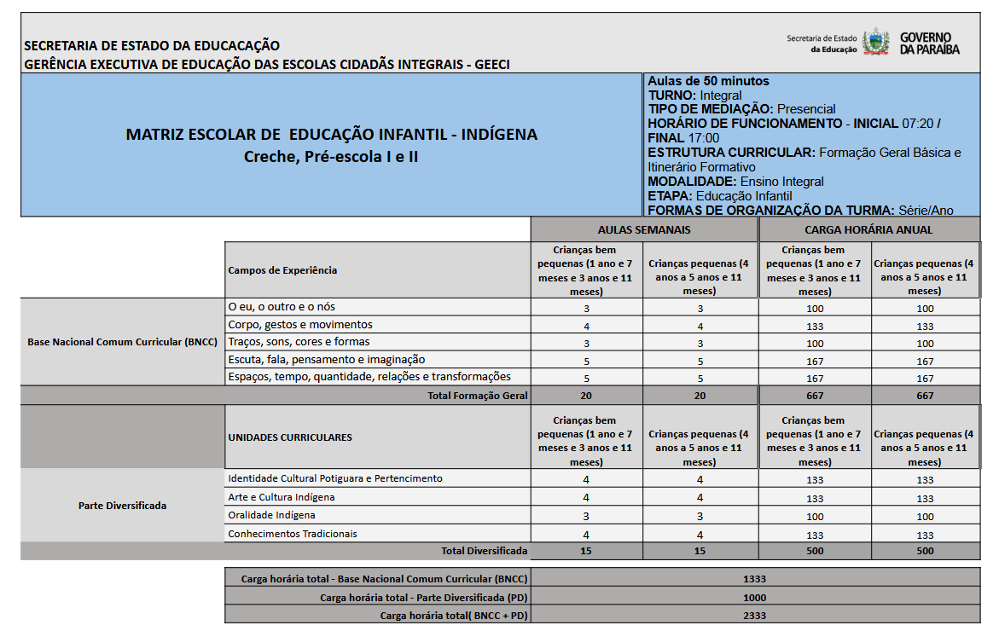 SECRETARIA DE ESTADO DA EDUCACAÇÃO
GERÊNCIA EXECUTIVA DE EDUCAÇÃO DAS ESCOLAS CIDADÃS INTEGRAIS - GEECI
Secretaria de Estado
da Educação
GOVERNO
DA PARAÍBA
MATRIZ ESCOLAR DE EDUCAÇÃO INFANTIL - INDÍGENA
Creche, Pré-escola I e II
Aulas de 50 minutos
TURNO: Integral
TIPO DE MEDIAÇÃO: Presencial
HORÁRIO DE FUNCIONAMENTO - INICIAL 07:20 /
FINAL 17:00
ESTRUTURA CURRICULAR: Formação Geral Básica e
Itinerário Formativo
MODALIDADE: Ensino Integral
ETAPA: Educação Infantil
FORMAS DE ORGANIZAÇÃO DA TURMA: Série/Ano
AULAS SEMANAIS CARGA HORÁRIA ANUAL
Campos de Experiência
Crianças bem
pequenas (1 ano e 7
meses e 3 anos e 11
meses)
Crianças pequenas (4
anos a 5 anos e 11
meses)
Crianças bem
pequenas (1 ano e 7
meses e 3 anos e 11
meses)
Crianças pequenas (4
anos a 5 anos e 11
meses)
Base Nacional Comum Curricular (BNCC)
O eu, o outro e o nós 3 3 100 100
Corpo, gestos e movimentos 4 4 133 133
Traços, sons, cores e formas 3 3 100 100
Escuta, fala, pensamento e imaginação 5 5 167 167
Espaços, tempo, quantidade, relações e transformações 5 5 167 167
Total Formação Geral 20 20 667 667
UNIDADES CURRICULARES
Crianças bem
pequenas (1 ano e 7
meses e 3 anos e 11
meses)
Crianças pequenas (4
anos a 5 anos e 11
meses)
Crianças bem
pequenas (1 ano e 7
meses e 3 anos e 11
meses)
Crianças pequenas (4
anos a 5 anos e 11
meses)
Parte Diversificada
Identidade Cultural Potiguara e Pertencimento 4 4 133 133
Arte e Cultura Indígena 4 4 133 133
Oralidade Indígena 3 3 100 100
Conhecimentos Tradicionais 4 4 133 133
Total Diversificada 15 15 500 500
Carga horária total - Base Nacional Comum Curricular (BNCC) 1333
Carga horária total - Parte Diversificada (PD) 1000
Carga horária total( BNCC + PD) 2333